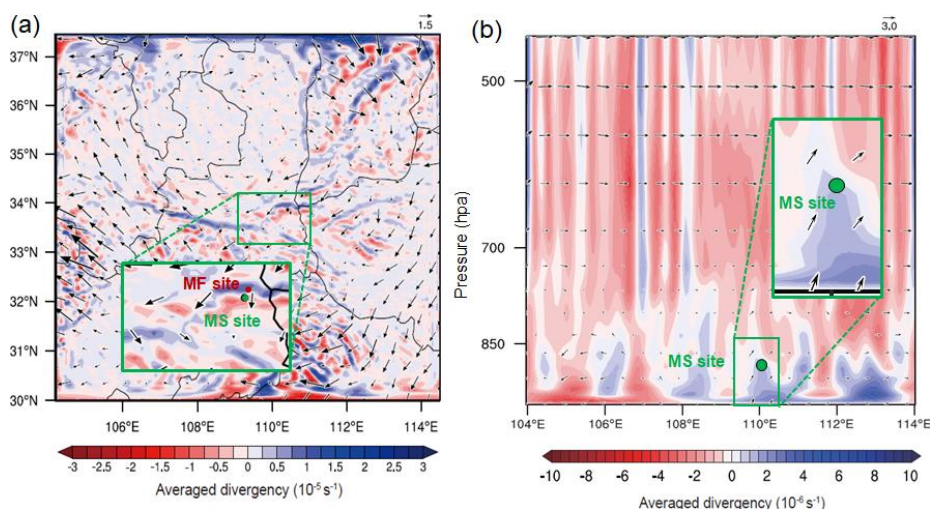 (a)
1.5
37°N
36°N
35°N
34°N
33°N
32°N
31°N
30°N
MF site
MS site
106°E 108°E 110°E 112°E 114°E
-3 -2.5 -2 -1.5 -1 -0.5 0 0.5 1 1.5 2 2.5 3
Averaged divergency (10⁻⁵ s⁻¹)
(b)
3.0
Pressure (hpa)
500
700
850
MS site
MS site
104°E 106°E 108°E 110°E 112°E 114°E
-10 -8 -6 -4 -2 0 2 4 6 8 10
Averaged divergency (10⁻⁶ s⁻¹)